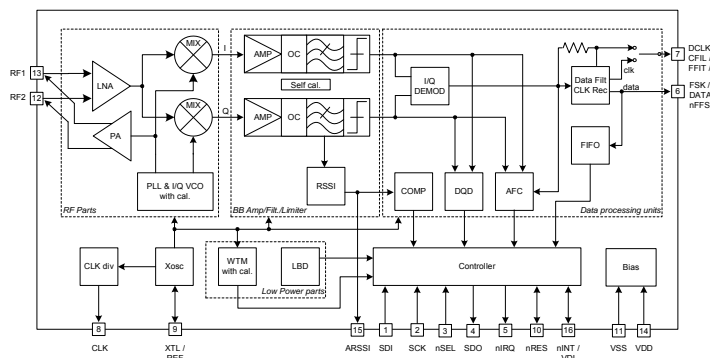 MIX
I
AMP
OC
Self cal.
7
DCLK /
CFIL /
FFIT /
clk
Data Filt
CLK Rec
data
6
FSK /
DATA
nFFS
RF1
13
LNA
RF2
12
PA
MIX
Q
AMP
OC
I/Q
DEMOD
FIFO
PLL & I/Q VCO
with cal.
RSSI
COMP
DQD
AFC
RF Parts
BB Amp/Filt./Limiter
Data processing units
CLK div
Xosc
WTM
with cal.
LBD
Low Power parts
Controller
Bias
8
9
15
1
2
3
4
5
10
16
11
14
CLK
XTL /
REF
ARSSI
SDI
SCK
nSEL
SDO
nIRQ
nRES
nINT /
VDI
VSS
VDD